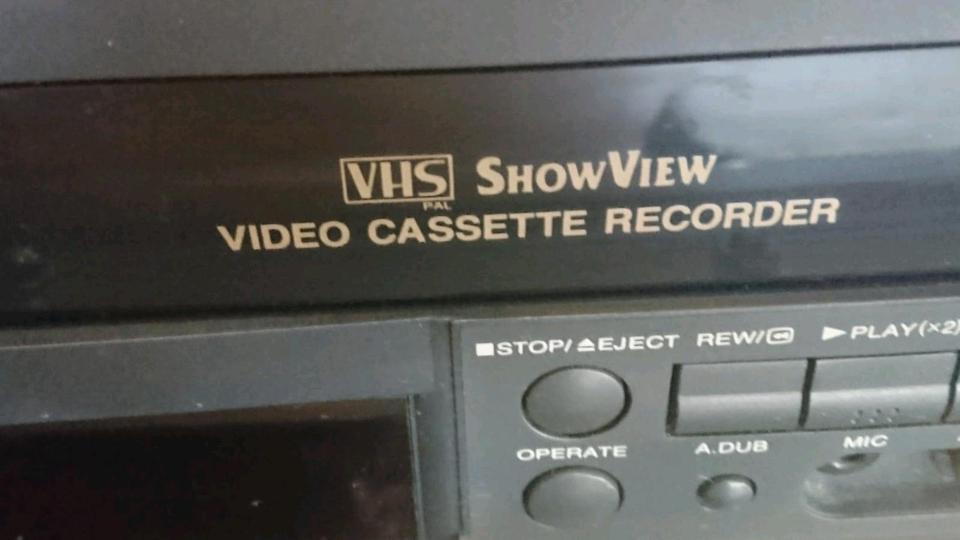 VHS SHOWVIEW
PAL
VIDEO CASSETTE RECORDER
■STOP/⏏EJECT REW/ ▶PLAY(×2)
OPERATE A.DUB MIC